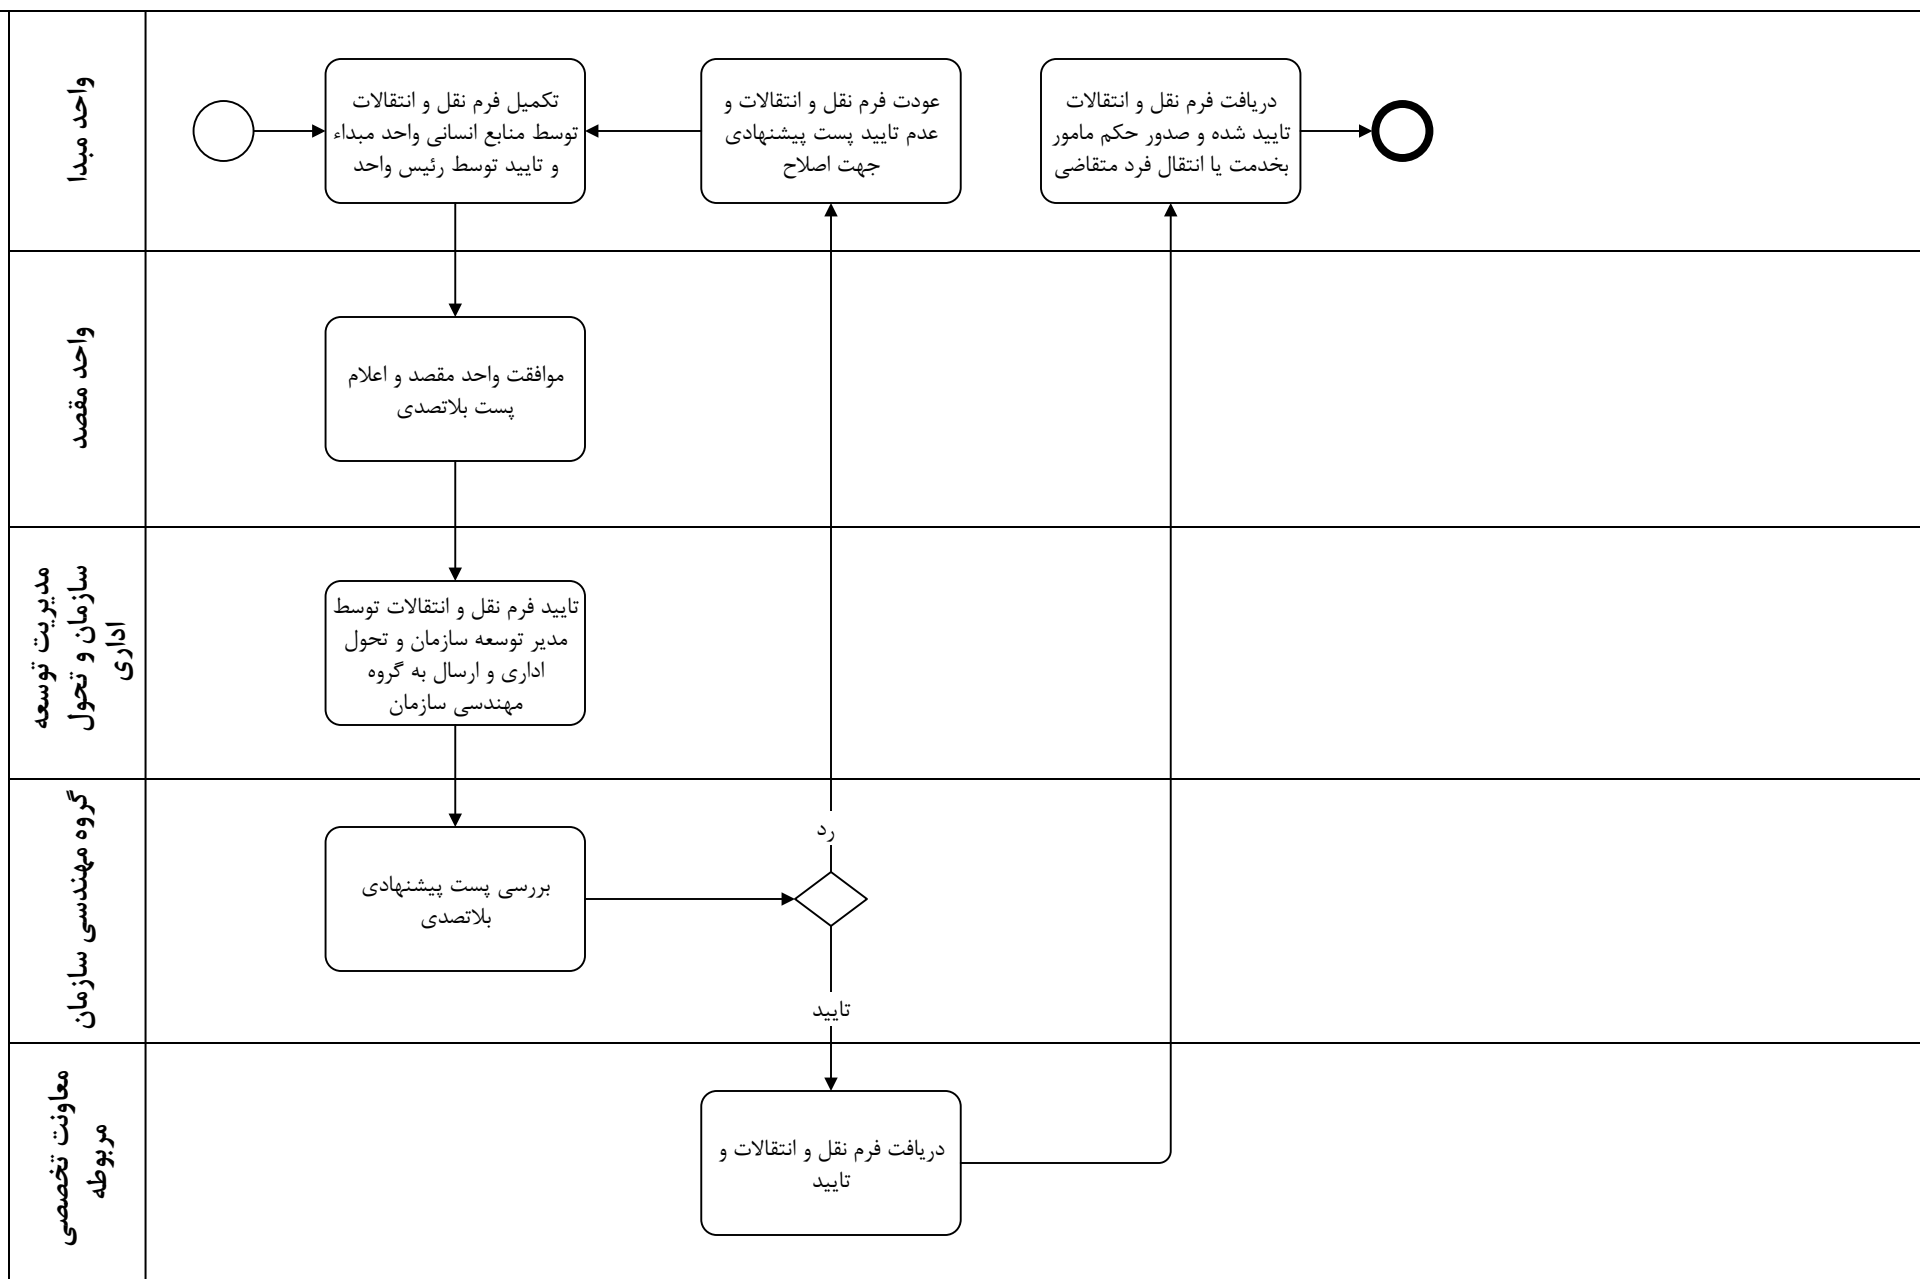 واحد مبدا
تکمیل فرم نقل و انتقالات
توسط منابع انسانی واحد مبداء
و تایید توسط رئیس واحد
عودت فرم نقل و انتقالات و
عدم تایید پست پیشنهادی
جهت اصلاح
دریافت فرم نقل و انتقالات
تایید شده و صدور حکم مامور
بخدمت یا انتقال فرد متقاضی
واحد مقصد
موافقت واحد مقصد و اعلام
پست بلاتصدی
مدیریت توسعه
سازمان و تحول
اداری
تایید فرم نقل و انتقالات توسط
مدیر توسعه سازمان و تحول
اداری و ارسال به گروه
مهندسی سازمان
گروه مهندسی سازمان
بررسی پست پیشنهادی
بلاتصدی
رد
تایید
معاونت تخصصی
مربوطه
دریافت فرم نقل و انتقالات و
تایید